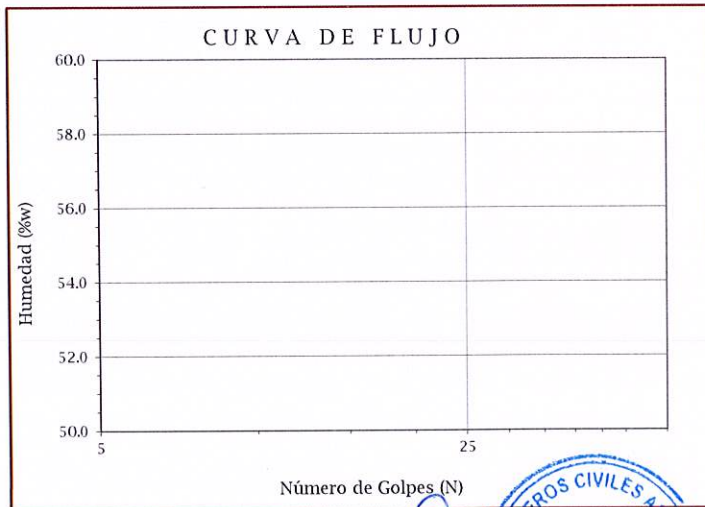 CURVA DE FLUJO
60.0
58.0
56.0
54.0
52.0
50.0
Humedad (%w)
5
25
Número de Golpes (N)
EROS CIVILES A